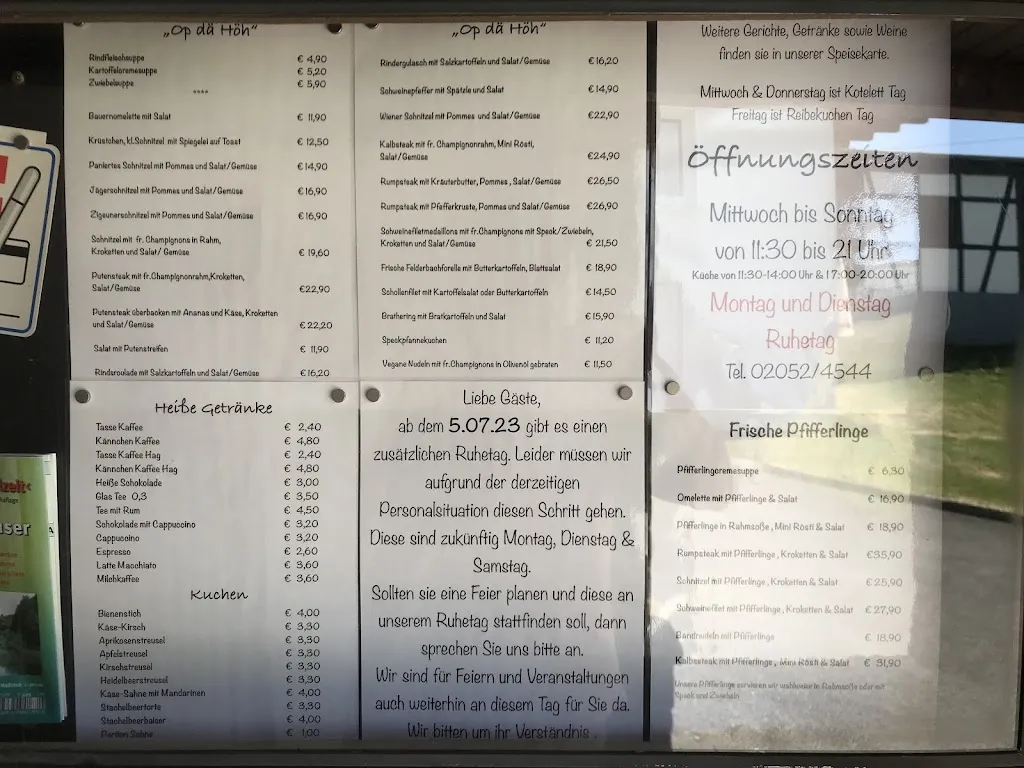 „Op dä Höh“
Rindfleischsuppe € 4,90
Kartoffelcremesuppe € 5,20
Zwiebelsuppe € 5,90
****
Bauernomelette mit Salat € 11,90
Krüstchen, kl.Schnitzel mit Spiegelei auf Toast € 12,50
Paniertes Schnitzel mit Pommes und Salat/Gemüse € 14,90
Jägerschnitzel mit Pommes und Salat/Gemüse € 16,90
Zigeunerschnitzel mit Pommes und Salat/Gemüse € 16,90
Schnitzel mit fr. Champignons in Rahm,
Kroketten und Salat/ Gemüse € 19,60
Putensteak mit fr.Champignonrahm,Kroketten,
Salat/Gemüse €22,90
Putensteak überbacken mit Ananas und Käse, Kroketten
und Salat/Gemüse € 22,20
Salat mit Putenstreifen € 11,90
Rinderoulade mit Salzkartoffeln und Salat/Gemüse €16,20
„Op dä Höh“
Rindergulasch mit Salzkartoffeln und Salat/Gemüse €16,20
Schweinepfeffer mit Spätzle und Salat €14,90
Wiener Schnitzel mit Pommes und Salat/Gemüse €22,90
Kalbsteak mit fr. Champignonrahm, Mini Rösti,
Salat/Gemüse €24,90
Rumpsteak mit Kräuterbutter, Pommes , Salat/Gemüse €26,50
Rumpsteak mit Pfefferkruste, Pommes und Salat/Gemüse €26,90
Schweinefiletmedaillons mit fr.Champignons mit Speck/Zwiebeln,
Kroketten und Salat/Gemüse € 21,50
Frische Felderbachforelle mit Butterkartoffeln, Blattsalat € 18,90
Schollenfilet mit Kartoffelsalat oder Butterkartoffeln €14,50
Brathering mit Bratkartoffeln und Salat €15,90
Speckpfannekuchen € 11,20
Vegane Nudeln mit fr.Champignons in Olivenöl gebraten € 11,50
Weitere Gerichte, Getränke sowie Weine
finden sie in unserer Speisekarte.
Mittwoch & Donnerstag ist Kotelett Tag
Freitag ist Reibekuchen Tag
Öffnungszeiten
Mittwoch bis Sonntag
von 11:30 bis 21 Uhr
Küche von 11:30-14:00 Uhr & 17:00-20:00 Uhr
Montag und Dienstag
Ruhetag
Tel. 02052/4544
Heiße Getränke
Tasse Kaffee € 2,40
Kännchen Kaffee € 4,80
Tasse Kaffee Hag € 2,40
Kännchen Kaffee Hag € 4,80
Heiße Schokolade € 3,00
Glas Tee 0,3 € 3,50
Tee mit Rum € 4,50
Schokolade mit Cappuccino € 3,20
Cappuccino € 3,20
Espresso € 2,60
Latte Macchiato € 3,60
Milchkaffee € 3,60
Kuchen
Bienenstich € 4,00
Käse-Kirsch € 3,30
Aprikosenstreusel € 3,30
Apfelstreusel € 3,30
Kirschstreusel € 3,30
Heidelbeerstreusel € 3,30
Käse-Sahne mit Mandarinen € 4,00
Stachelbeertorte € 3,30
Stachelbeerbaiser € 4,00
Portion Sahne € 1,00
Liebe Gäste,
ab dem 5.07.23 gibt es einen
zusätzlichen Ruhetag. Leider müssen wir
aufgrund der derzeitigen
Personalsituation diesen Schritt gehen.
Diese sind zukünftig Montag, Dienstag &
Samstag.
Sollten sie eine Feier planen und diese an
unserem Ruhetag stattfinden soll, dann
sprechen Sie uns bitte an.
Wir sind für Feiern und Veranstaltungen
auch weiterhin an diesem Tag für Sie da.
Wir bitten um ihr Verständnis .
Frische Pfifferlinge
Pfifferlingcremesuppe € 6,30
Omelette mit Pfifferlinge & Salat € 16,90
Pfifferlinge in Rahmsoße , Mini Rösti & Salat € 18,90
Rumpsteak mit Pfifferlinge , Kroketten & Salat €35,90
Schnitzel mit Pfifferlinge , Kroketten & Salat €25,90
Schweinefilet mit Pfifferlinge , Kroketten & Salat € 27,90
Bandnudeln mit Pfifferlinge € 18,90
Kalbsteak mit Pfifferlinge , Mini Rösti & Salat € 31,90
Unsere Pfifferlinge servieren wir wahlweise in Rahmsoße oder mit
Speck und Zwiebeln